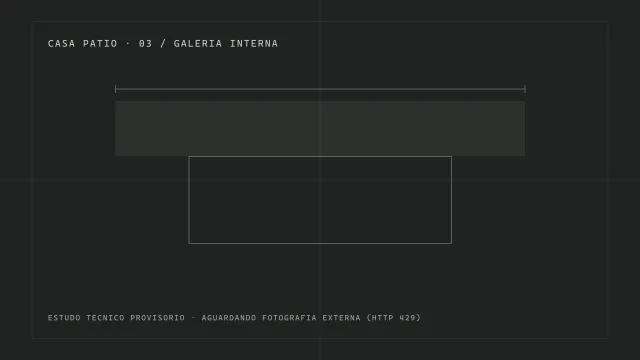 CASA PATIO · 03 / GALERIA INTERNA
ESTUDO TECNICO PROVISORIO · AGUARDANDO FOTOGRAFIA EXTERNA (HTTP 429)